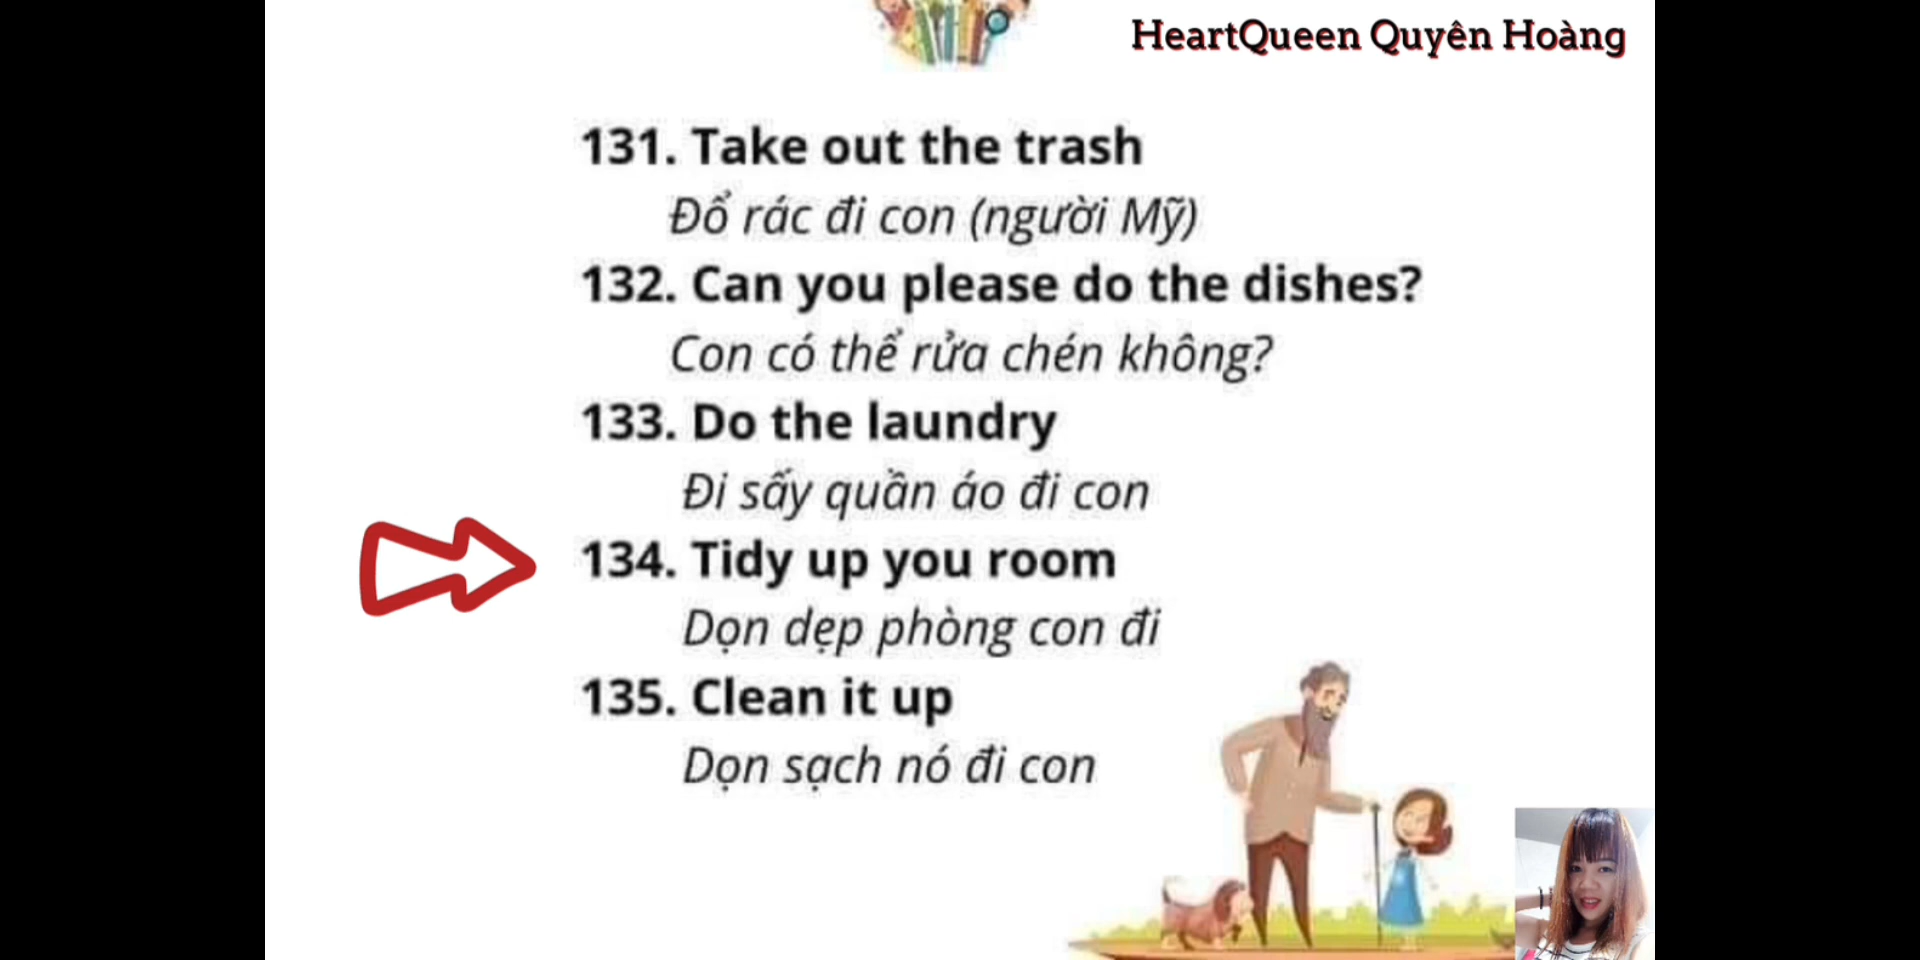 HeartQueen Quyên Hoàng
131. Take out the trash
Đổ rác đi con (người Mỹ)
132. Can you please do the dishes?
Con có thể rửa chén không?
133. Do the laundry
Đi sấy quần áo đi con
134. Tidy up you room
Dọn dẹp phòng con đi
135. Clean it up
Dọn sạch nó đi con